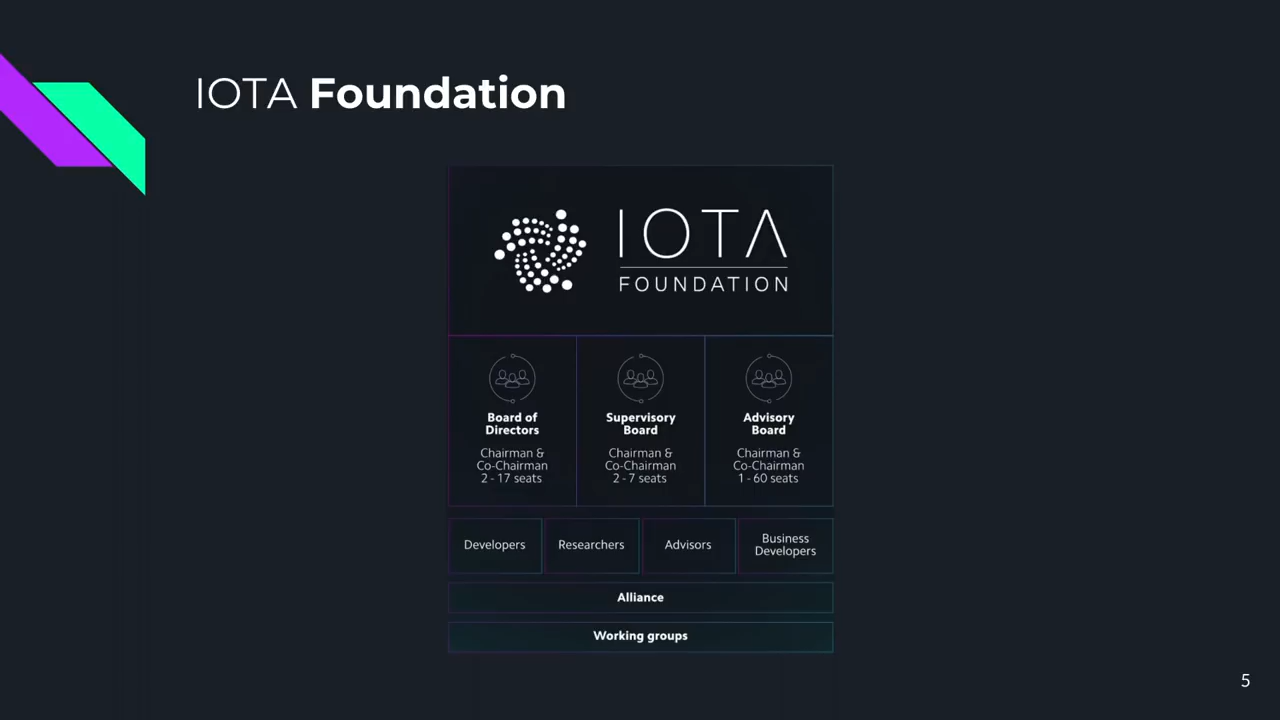 IOTA Foundation
IOTA
FOUNDATION
Board of
Directors
Chairman &
Co-Chairman
2 - 17 seats
Supervisory
Board
Chairman &
Co-Chairman
2 - 7 seats
Advisory
Board
Chairman &
Co-Chairman
1 - 60 seats
Developers
Researchers
Advisors
Business
Developers
Alliance
Working groups
5